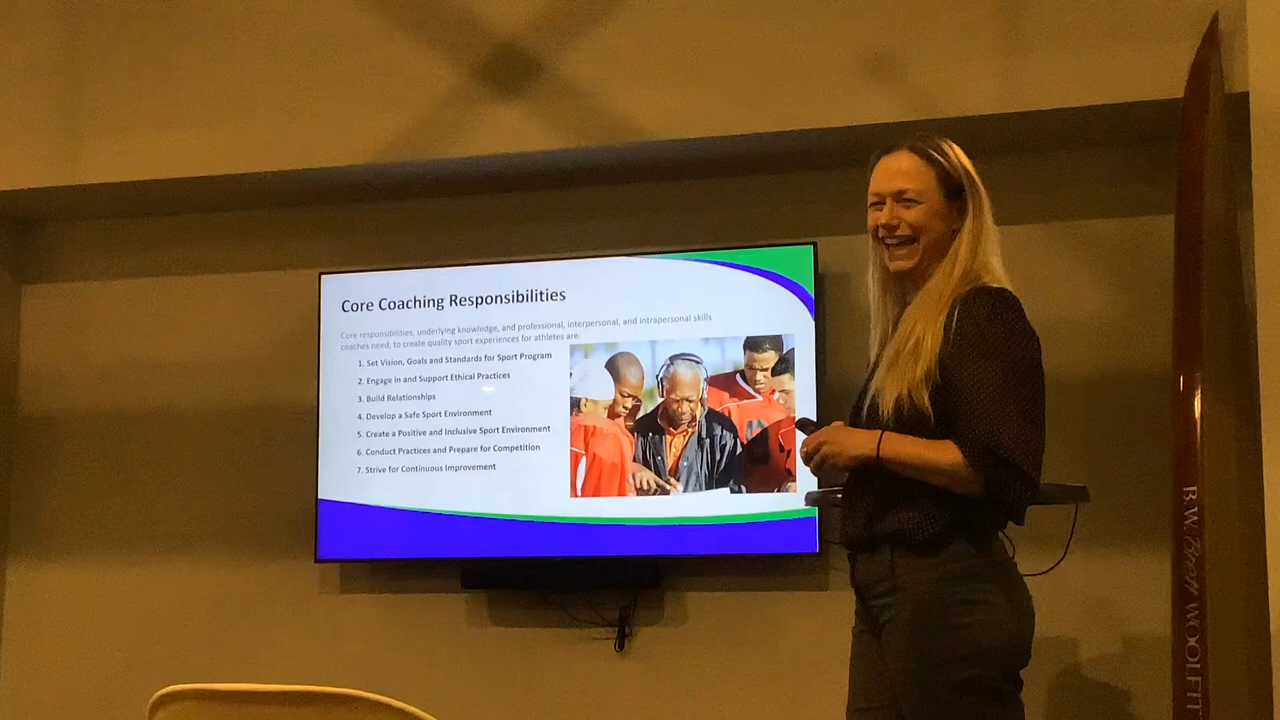 Core Coaching Responsibilities
Core responsibilities, underlying knowledge, and professional, interpersonal, and intrapersonal skills
coaches need, to create quality sport experiences for athletes are:
1. Set Vision, Goals and Standards for Sport Program
2. Engage in and Support Ethical Practices
3. Build Relationships
4. Develop a Safe Sport Environment
5. Create a Positive and Inclusive Sport Environment
6. Conduct Practices and Prepare for Competition
7. Strive for Continuous Improvement
B.W. Bren WOOLFITT